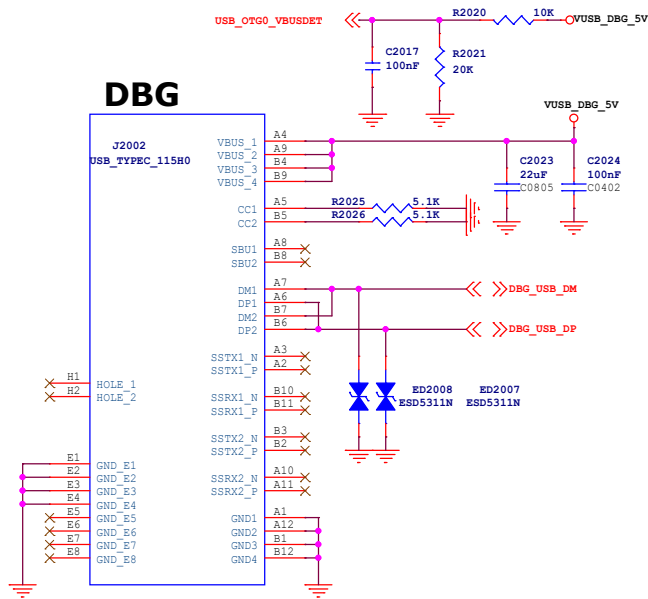 USB_OTG0_VBUSDET
R2020
10K
VUSB_DBG_5V
C2017
100nF
R2021
20K
DBG
VUSB_DBG_5V
J2002
USB_TYPEC_115H0
VBUS_1 A4
VBUS_2 A9
VBUS_3 B4
VBUS_4 B9
C2023
22uF
C0805
C2024
100nF
C0402
CC1 A5 R2025 5.1K
CC2 B5 R2026 5.1K
SBU1 A8
SBU2 B8
DM1 A7 DBG_USB_DM
DP1 A6
DM2 B7
DP2 B6 DBG_USB_DP
SSTX1_N A3
SSTX1_P A2
H1 HOLE_1
H2 HOLE_2
SSRX1_N B10
SSRX1_P B11
ED2008 ED2007
ESD5311N ESD5311N
SSTX2_N B3
SSTX2_P B2
E1 GND_E1
E2 GND_E2
E3 GND_E3
E4 GND_E4
E5 GND_E5
E6 GND_E6
E7 GND_E7
E8 GND_E8
SSRX2_N A10
SSRX2_P A11
GND1 A1
GND2 A12
GND3 B1
GND4 B12